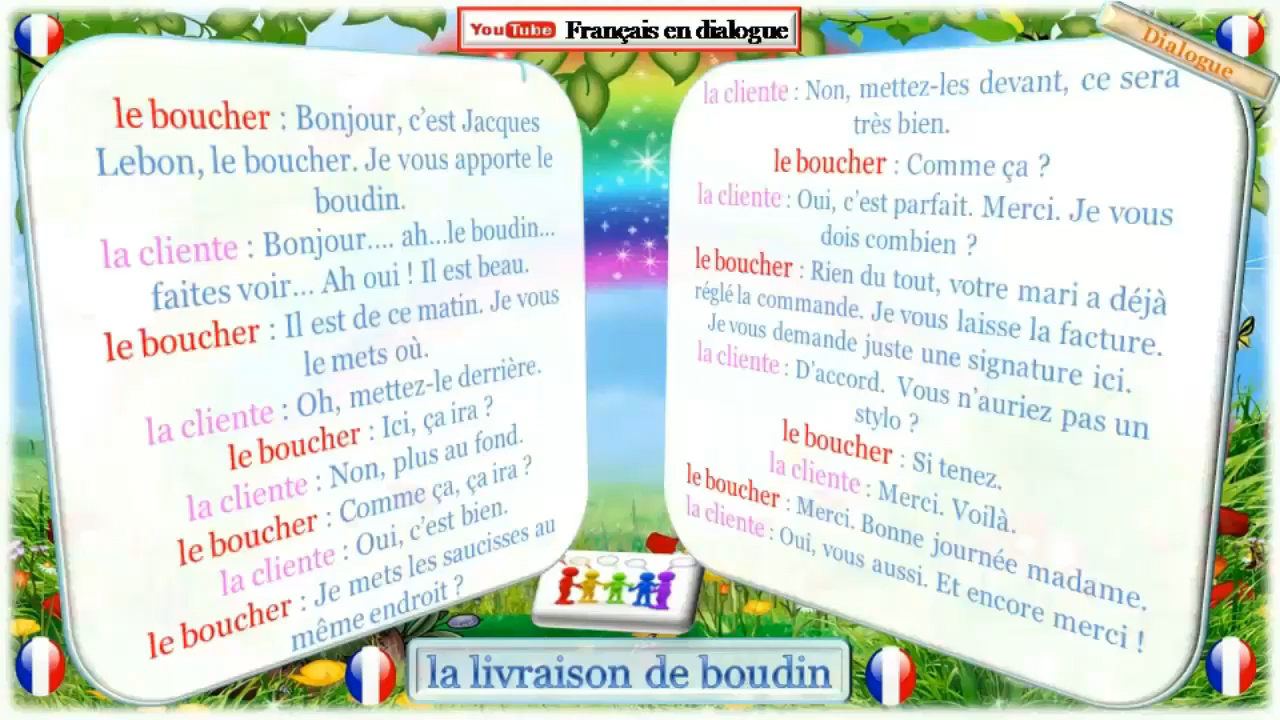 YouTube Français en dialogue
Dialogue
le boucher : Bonjour, c'est Jacques
Lebon, le boucher. Je vous apporte le
boudin.
la cliente : Bonjour.... ah...le boudin...
faites voir... Ah oui ! Il est beau.
le boucher : Il est de ce matin. Je vous
le mets où.
la cliente : Oh, mettez-le derrière.
le boucher : Ici, ça ira ?
la cliente : Non, plus au fond.
le boucher : Comme ça, ça ira ?
la cliente : Oui, c'est bien.
le boucher : Je mets les saucisses au
même endroit ?
la cliente : Non, mettez-les devant, ce sera
très bien.
le boucher : Comme ça ?
la cliente : Oui, c'est parfait. Merci. Je vous
dois combien ?
le boucher : Rien du tout, votre mari a déjà
réglé la commande. Je vous laisse la facture.
Je vous demande juste une signature ici.
la cliente : D'accord. Vous n'auriez pas un
stylo ?
le boucher : Si tenez.
la cliente : Merci. Voilà.
le boucher : Merci. Bonne journée madame.
la cliente : Oui, vous aussi. Et encore merci !
la livraison de boudin